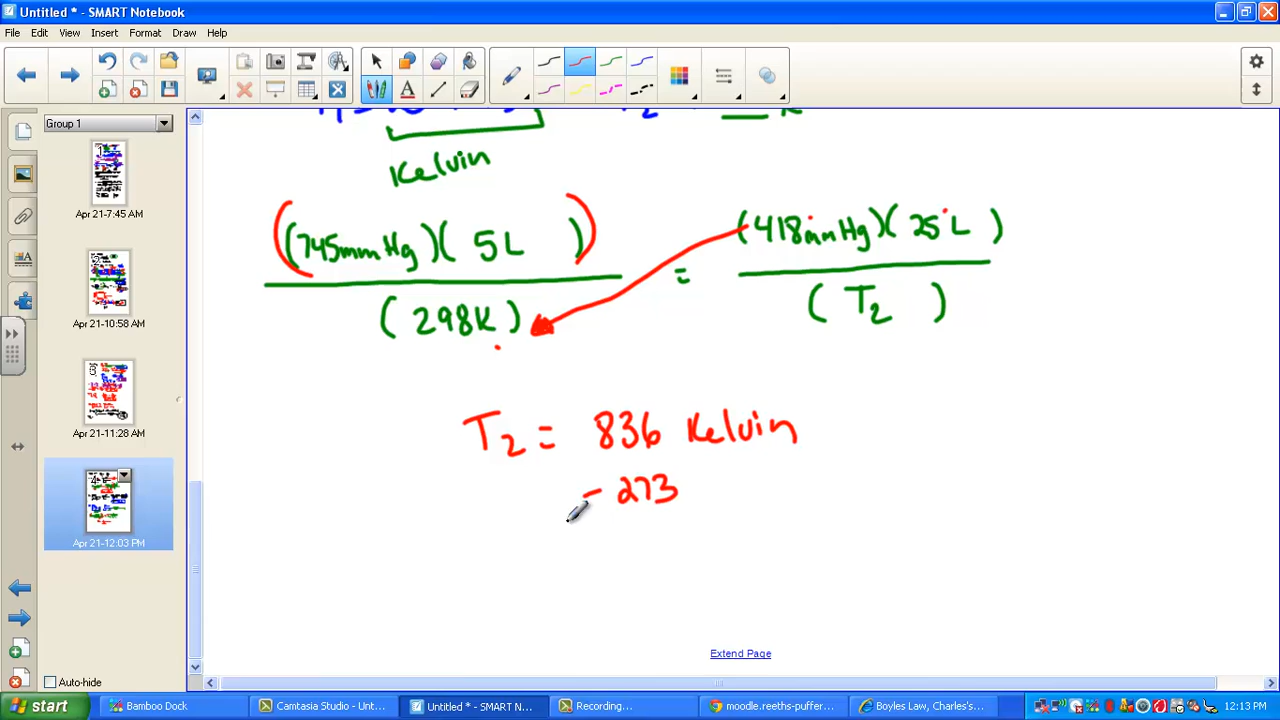 Untitled * - SMART Notebook
File Edit View Insert Format Draw Help
Group 1
Apr 21-7:45 AM
Apr 21-10:58 AM
Apr 21-11:28 AM
Apr 21-12:03 PM
Auto-hide
Kelvin
(745mmHg)(5L) = (418mmHg)(25L)
(298K) (T2)
T2 = 836 Kelvin
- 273
Extend Page
start Bamboo Dock Camtasia Studio - Unt... Untitled * - SMART N... Recording... moodle.reeths-puffer... Boyles Law, Charles's... 12:13 PM